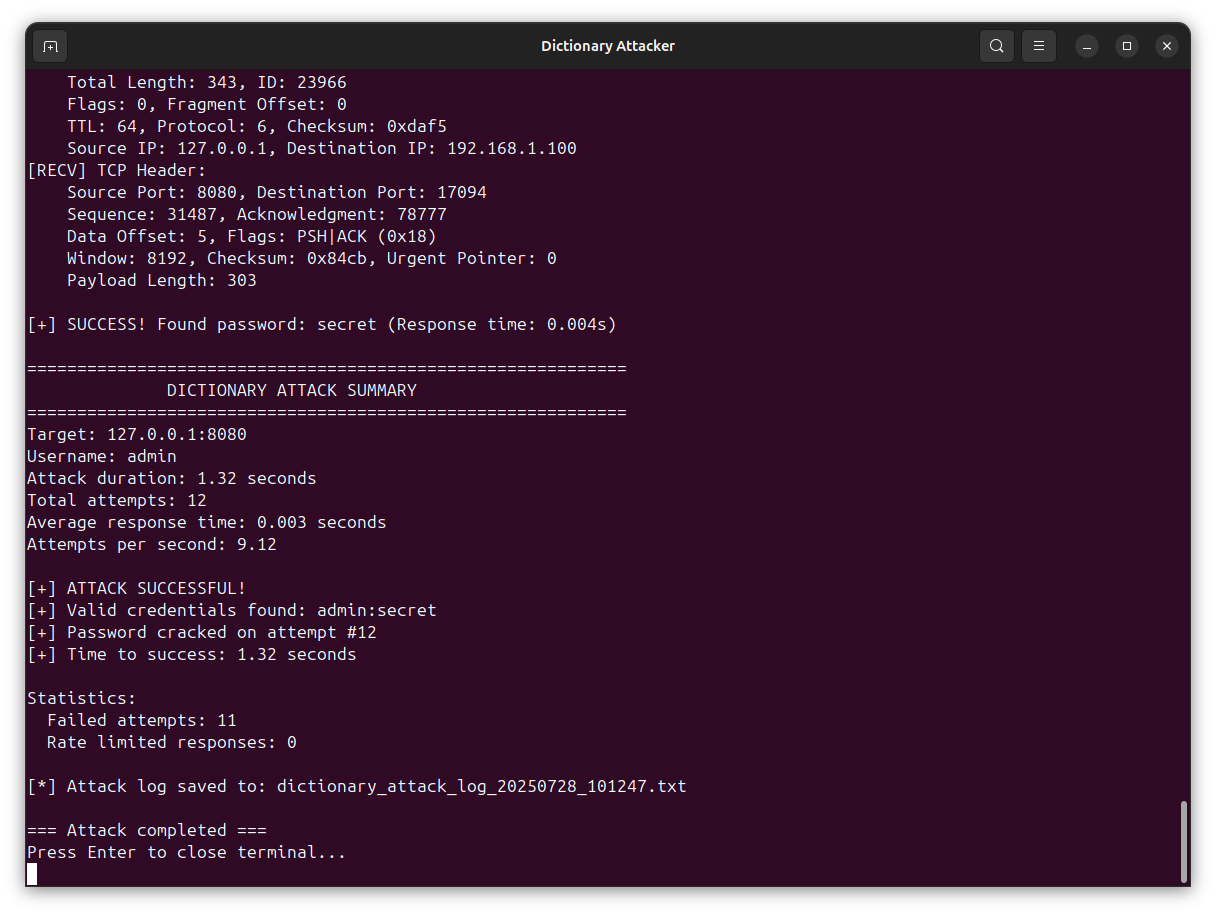 Dictionary Attacker
Total Length: 343, ID: 23966
Flags: 0, Fragment Offset: 0
TTL: 64, Protocol: 6, Checksum: 0xdaf5
Source IP: 127.0.0.1, Destination IP: 192.168.1.100
[RECV] TCP Header:
Source Port: 8080, Destination Port: 17094
Sequence: 31487, Acknowledgment: 78777
Data Offset: 5, Flags: PSH|ACK (0x18)
Window: 8192, Checksum: 0x84cb, Urgent Pointer: 0
Payload Length: 303
[+] SUCCESS! Found password: secret (Response time: 0.004s)
============================================================
DICTIONARY ATTACK SUMMARY
============================================================
Target: 127.0.0.1:8080
Username: admin
Attack duration: 1.32 seconds
Total attempts: 12
Average response time: 0.003 seconds
Attempts per second: 9.12
[+] ATTACK SUCCESSFUL!
[+] Valid credentials found: admin:secret
[+] Password cracked on attempt #12
[+] Time to success: 1.32 seconds
Statistics:
Failed attempts: 11
Rate limited responses: 0
[*] Attack log saved to: dictionary_attack_log_20250728_101247.txt
=== Attack completed ===
Press Enter to close terminal...